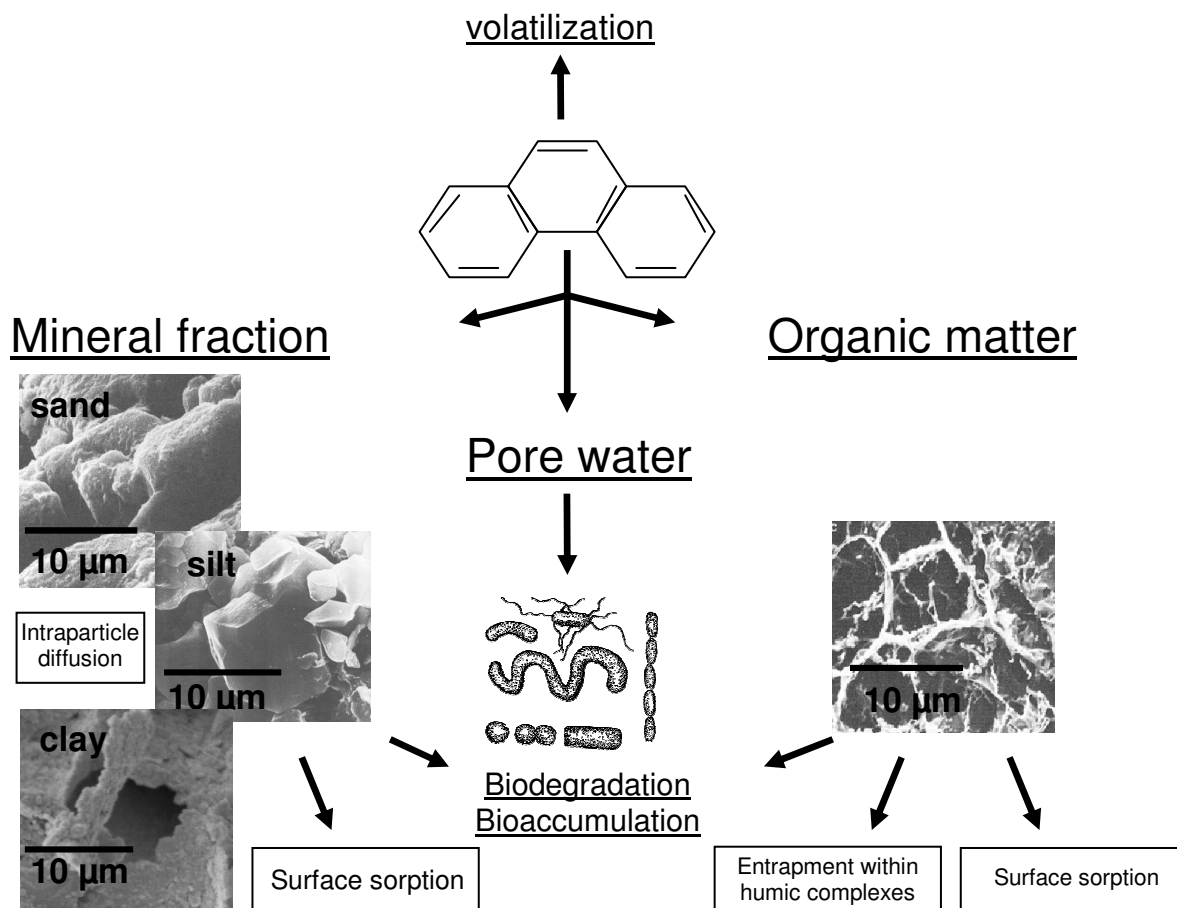 volatilization
Mineral fraction
Organic matter
sand
10 µm
Pore water
silt
10 µm
Intraparticle
diffusion
clay
10 µm
10 µm
Biodegradation
Bioaccumulation
Surface sorption
Entrapment within
humic complexes
Surface sorption